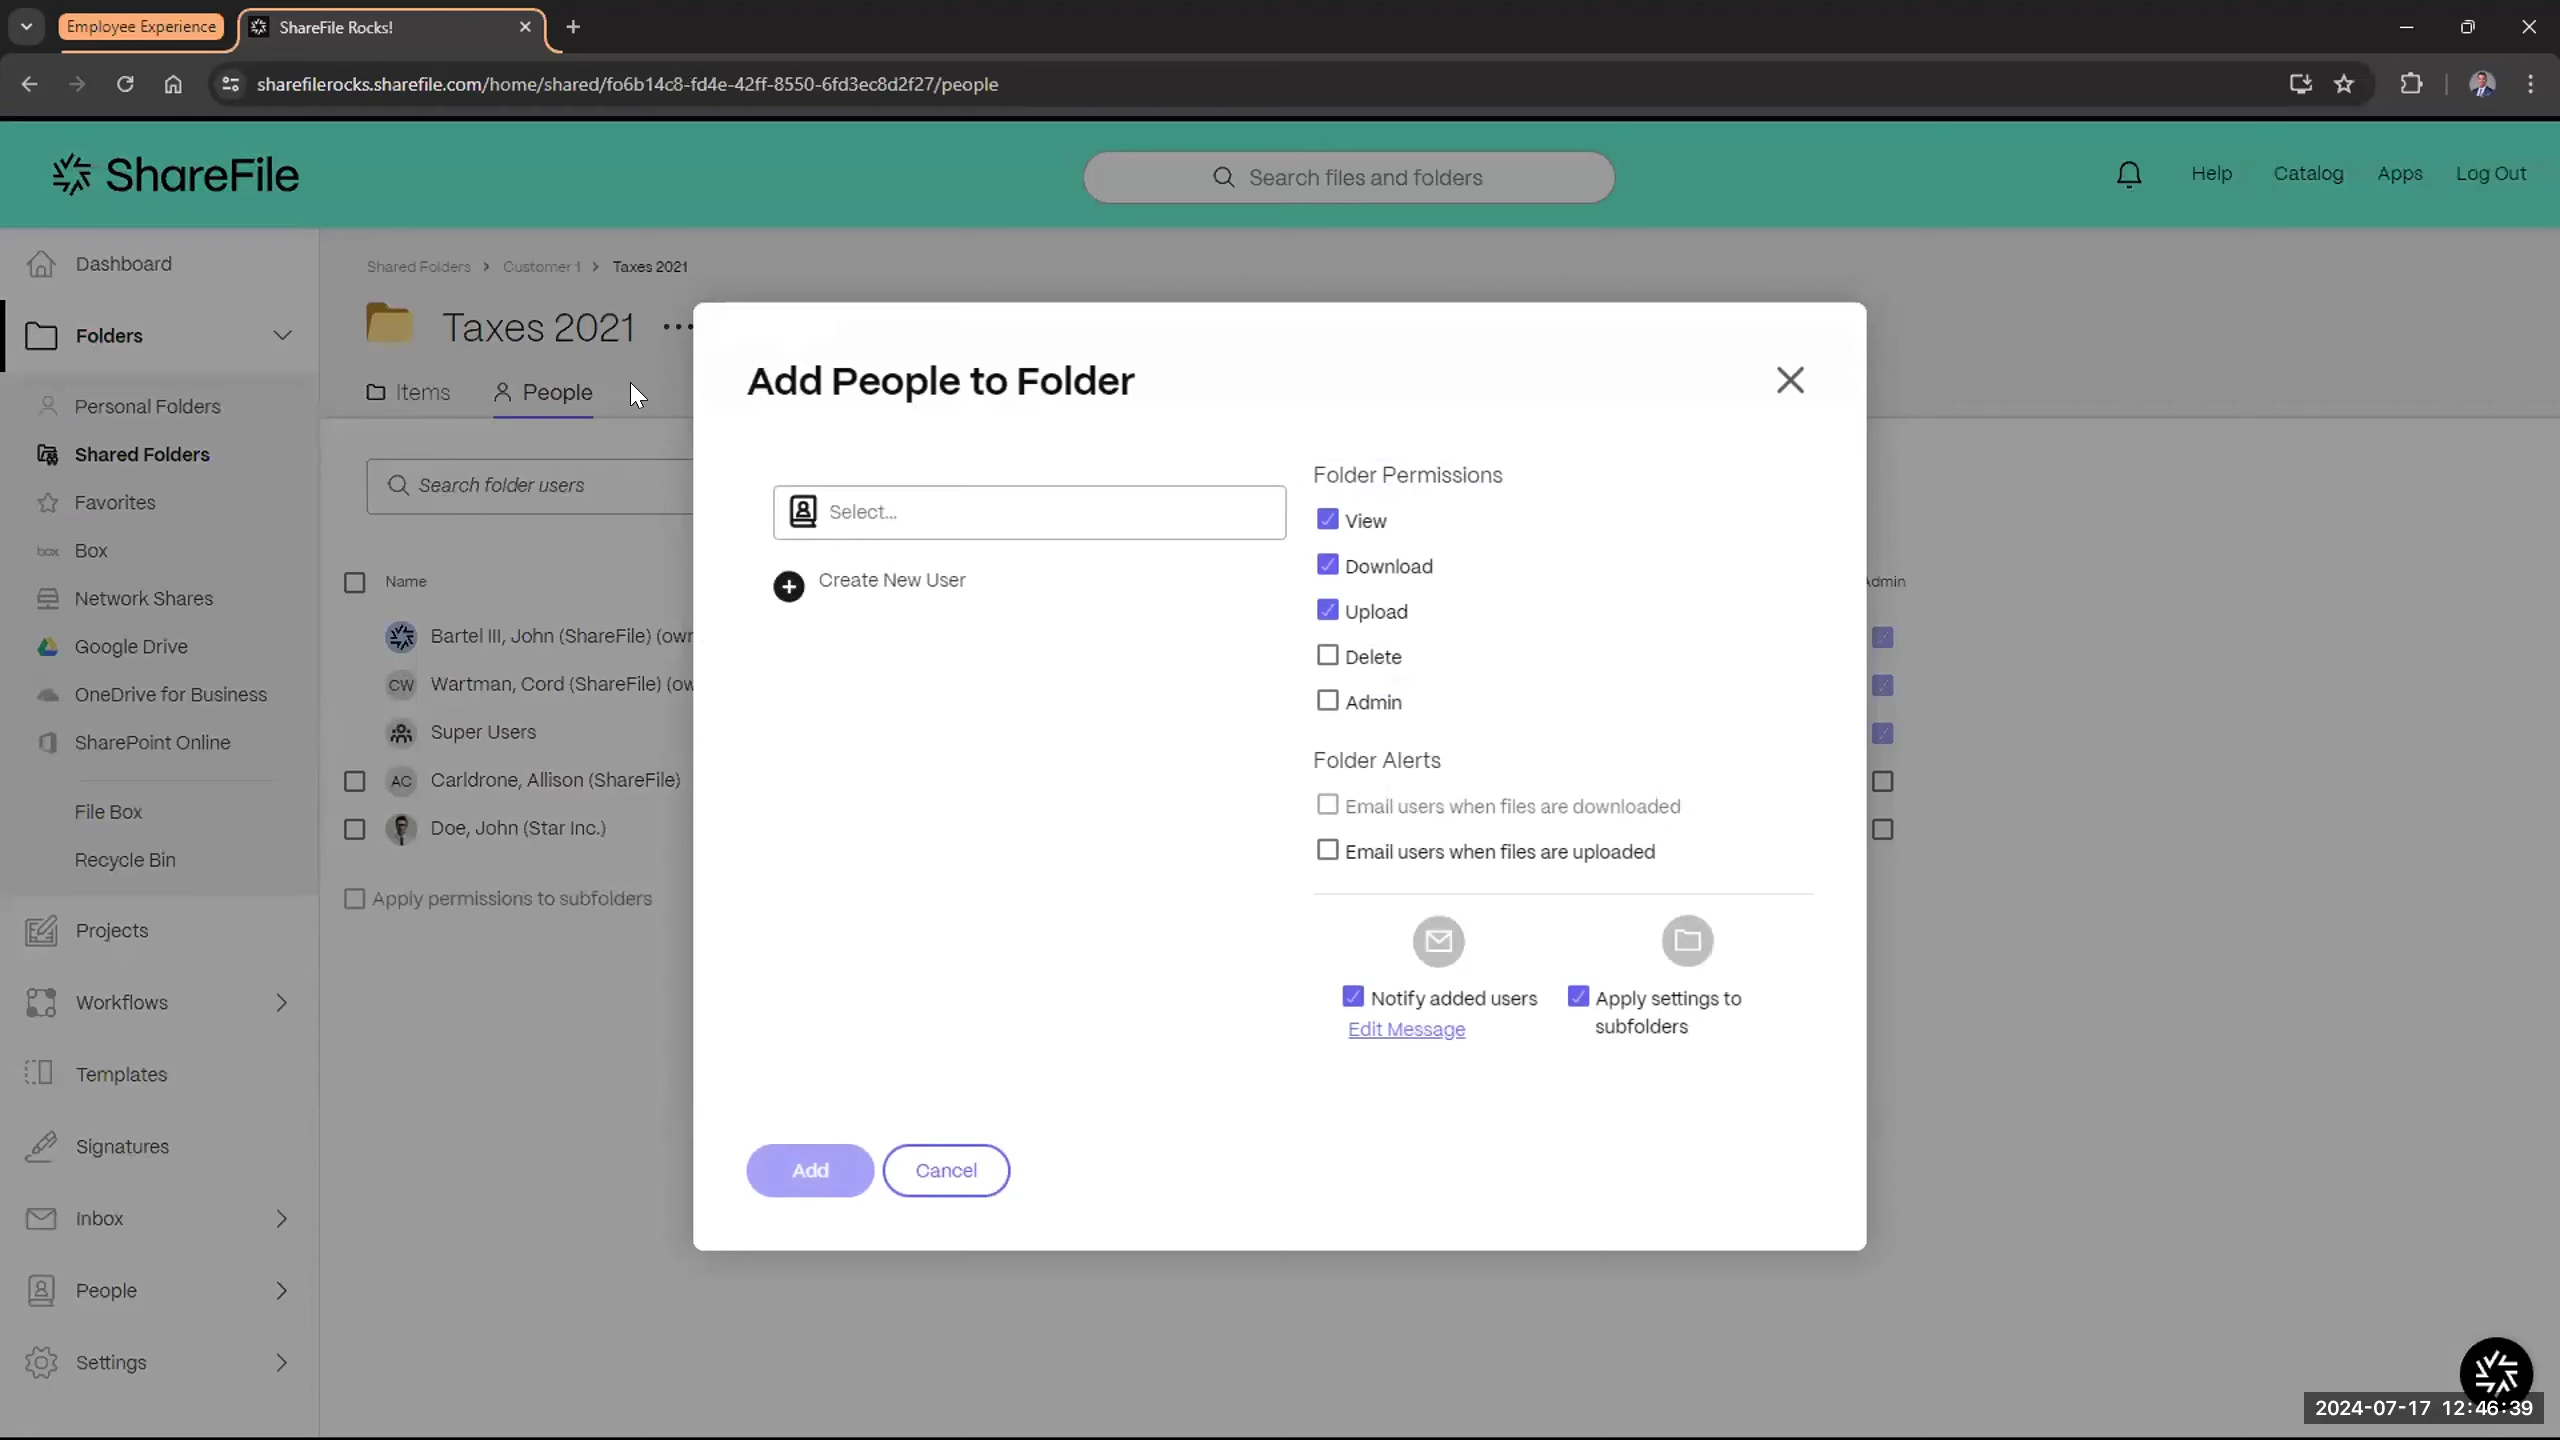 Employee Experience
ShareFile Rocks!
sharefilerocks.sharefile.com/home/shared/fo6b14c8-fd4e-42ff-8550-6fd3ec8d2f27/people
ShareFile
Search files and folders
Help
Catalog
Apps
Log Out
Dashboard
Folders
Personal Folders
Shared Folders
Favorites
box Box
Network Shares
Google Drive
OneDrive for Business
SharePoint Online
File Box
Recycle Bin
Projects
Workflows
Templates
Signatures
Inbox
People
Settings
Shared Folders > Customer 1 > Taxes 2021
Taxes 2021 ...
Items
People
Search folder users
Name
Admin
Bartel III, John (ShareFile) (own
CW Wartman, Cord (ShareFile) (ow
Super Users
AC Carldrone, Allison (ShareFile)
Doe, John (Star Inc.)
Apply permissions to subfolders
Add People to Folder
Select...
Create New User
Folder Permissions
View
Download
Upload
Delete
Admin
Folder Alerts
Email users when files are downloaded
Email users when files are uploaded
Notify added users
Edit Message
Apply settings to
subfolders
Add
Cancel
2024-07-17 12:46:39